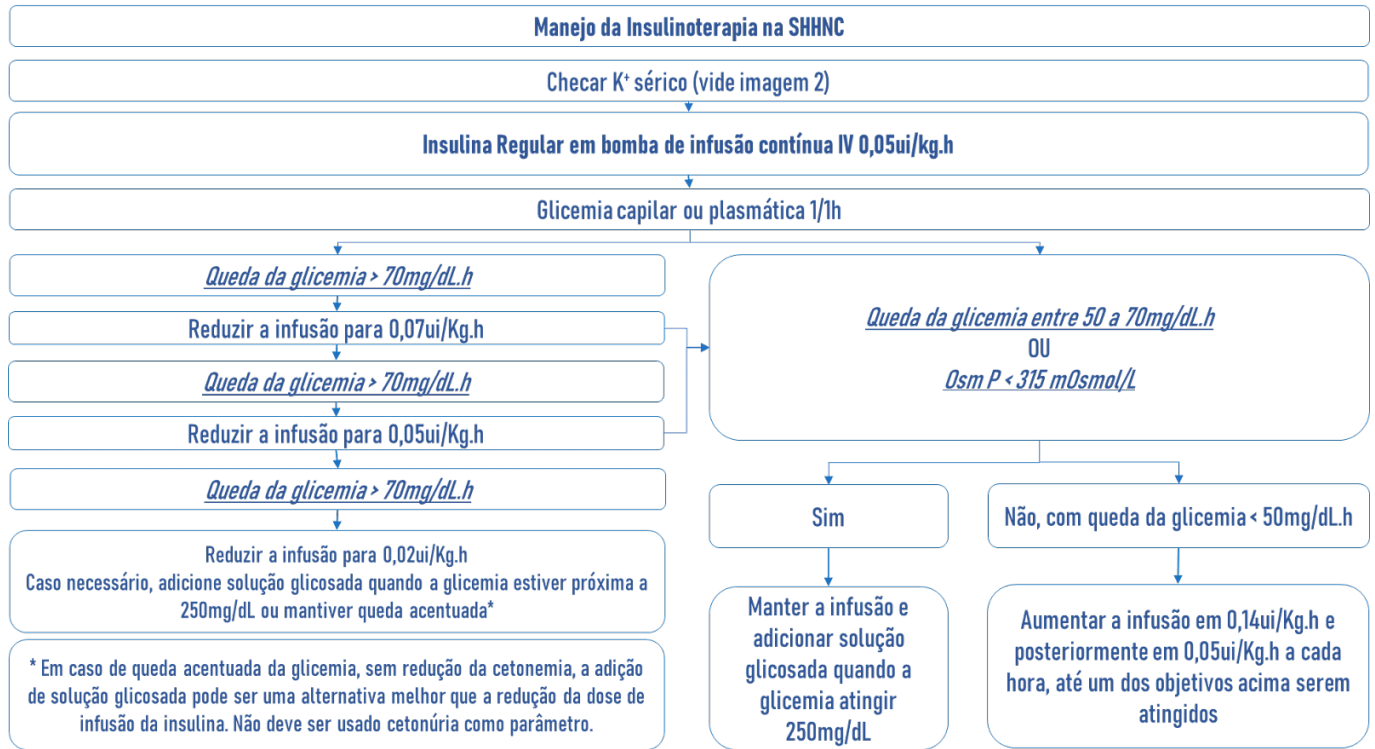 Manejo da Insulinoterapia na SHHNC
Checar K⁺ sérico (vide imagem 2)
Insulina Regular em bomba de infusão contínua IV 0,05ui/kg.h
Glicemia capilar ou plasmática 1/1h
Queda da glicemia > 70mg/dL.h
Reduzir a infusão para 0,07ui/Kg.h
Queda da glicemia > 70mg/dL.h
Reduzir a infusão para 0,05ui/Kg.h
Queda da glicemia > 70mg/dL.h
Reduzir a infusão para 0,02ui/Kg.h
Caso necessário, adicione solução glicosada quando a glicemia estiver próxima a
250mg/dL ou mantiver queda acentuada*
* Em caso de queda acentuada da glicemia, sem redução da cetonemia, a adição
de solução glicosada pode ser uma alternativa melhor que a redução da dose de
infusão da insulina. Não deve ser usado cetonúria como parâmetro.
Queda da glicemia entre 50 a 70mg/dL.h
OU
Osm P < 315 mOsmol/L
Sim
Manter a infusão e
adicionar solução
glicosada quando a
glicemia atingir
250mg/dL
Não, com queda da glicemia < 50mg/dL.h
Aumentar a infusão em 0,14ui/Kg.h e
posteriormente em 0,05ui/Kg.h a cada
hora, até um dos objetivos acima serem
atingidos